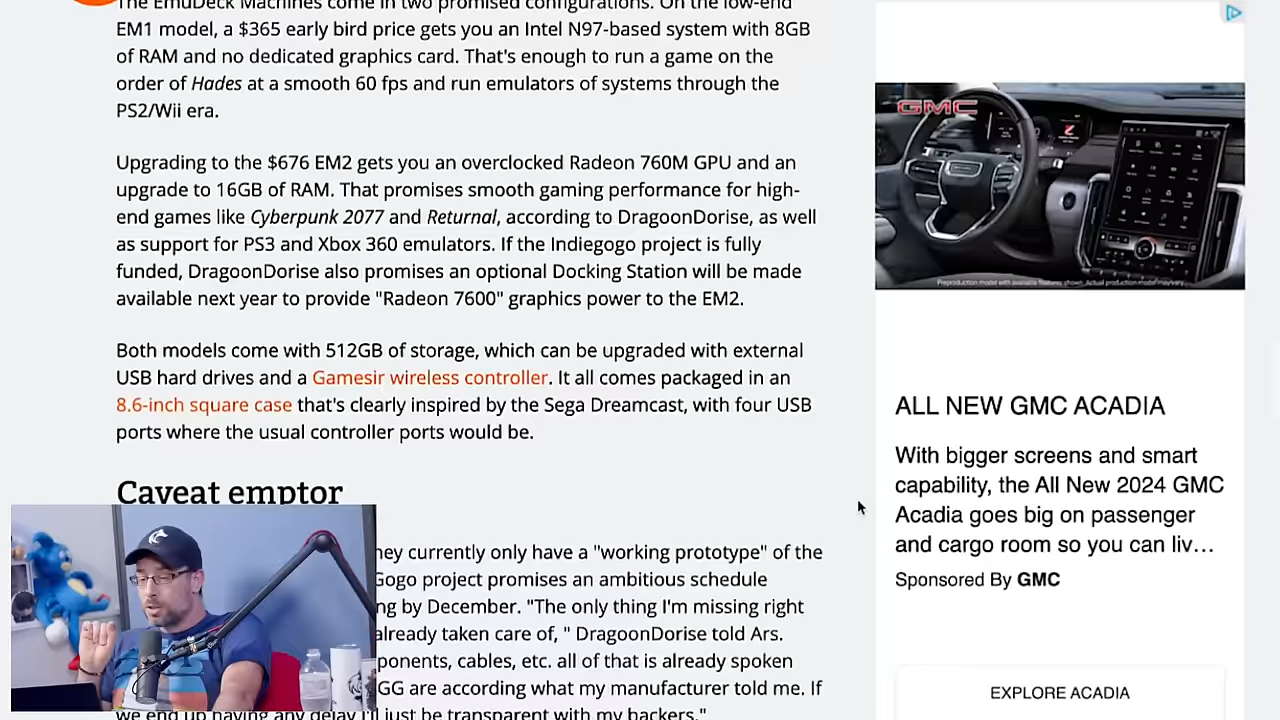 The EmuDeck Machines come in two promised configurations. On the low-end
EM1 model, a $365 early bird price gets you an Intel N97-based system with 8GB
of RAM and no dedicated graphics card. That's enough to run a game on the
order of Hades at a smooth 60 fps and run emulators of systems through the
PS2/Wii era.
Upgrading to the $676 EM2 gets you an overclocked Radeon 760M GPU and an
upgrade to 16GB of RAM. That promises smooth gaming performance for high-
end games like Cyberpunk 2077 and Returnal, according to DragoonDorise, as well
as support for PS3 and Xbox 360 emulators. If the Indiegogo project is fully
funded, DragoonDorise also promises an optional Docking Station will be made
available next year to provide "Radeon 7600" graphics power to the EM2.
Both models come with 512GB of storage, which can be upgraded with external
USB hard drives and a Gamesir wireless controller. It all comes packaged in an
8.6-inch square case that's clearly inspired by the Sega Dreamcast, with four USB
ports where the usual controller ports would be.
Caveat emptor
hey currently only have a "working prototype" of the
Gogo project promises an ambitious schedule
ng by December. "The only thing I'm missing right
already taken care of, " DragoonDorise told Ars.
ponents, cables, etc. all of that is already spoken
GG are according what my manufacturer told me. If
we end up having any delay I'll just be transparent with my backers."
GMC
Preproduction model with available features shown. Actual production model may vary.
ALL NEW GMC ACADIA
With bigger screens and smart
capability, the All New 2024 GMC
Acadia goes big on passenger
and cargo room so you can liv...
Sponsored By GMC
EXPLORE ACADIA